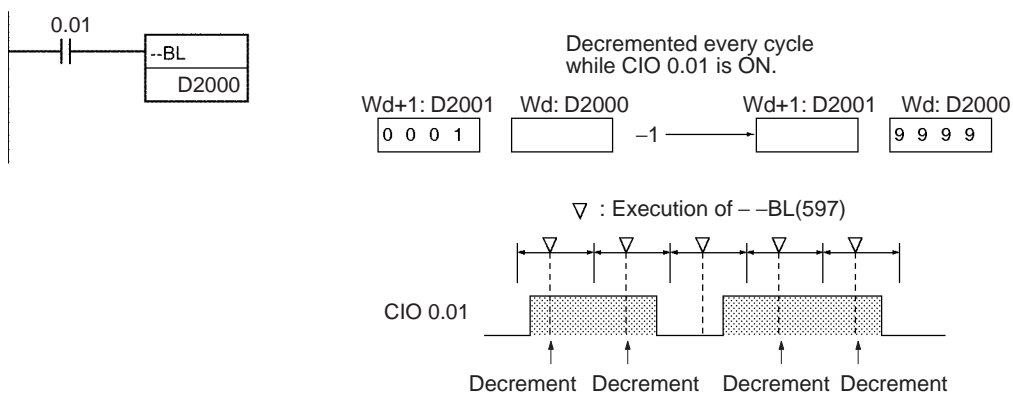 0.01
--BL
D2000
Decremented every cycle
while CIO 0.01 is ON.
Wd+1: D2001 Wd: D2000 Wd+1: D2001 Wd: D2000
0 0 0 1 −1 9 9 9 9
▽ : Execution of – –BL(597)
CIO 0.01
Decrement Decrement Decrement Decrement